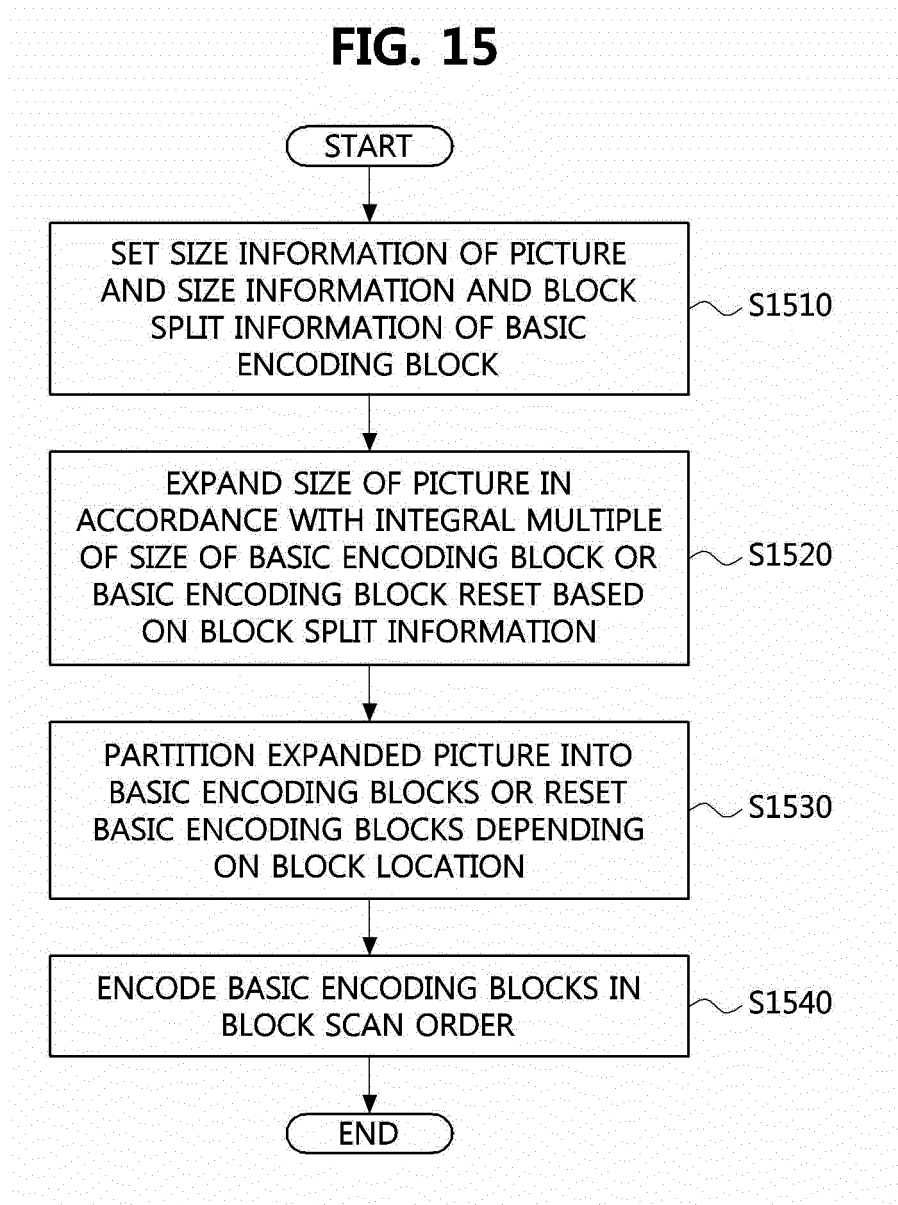 FIG. 15
START
SET SIZE INFORMATION OF PICTURE
AND SIZE INFORMATION AND BLOCK
SPLIT INFORMATION OF BASIC
ENCODING BLOCK
S1510
EXPAND SIZE OF PICTURE IN
ACCORDANCE WITH INTEGRAL MULTIPLE
OF SIZE OF BASIC ENCODING BLOCK OR
BASIC ENCODING BLOCK RESET BASED
ON BLOCK SPLIT INFORMATION
S1520
PARTITION EXPANDED PICTURE INTO
BASIC ENCODING BLOCKS OR RESET
BASIC ENCODING BLOCKS DEPENDING
ON BLOCK LOCATION
S1530
ENCODE BASIC ENCODING BLOCKS IN
BLOCK SCAN ORDER
S1540
END